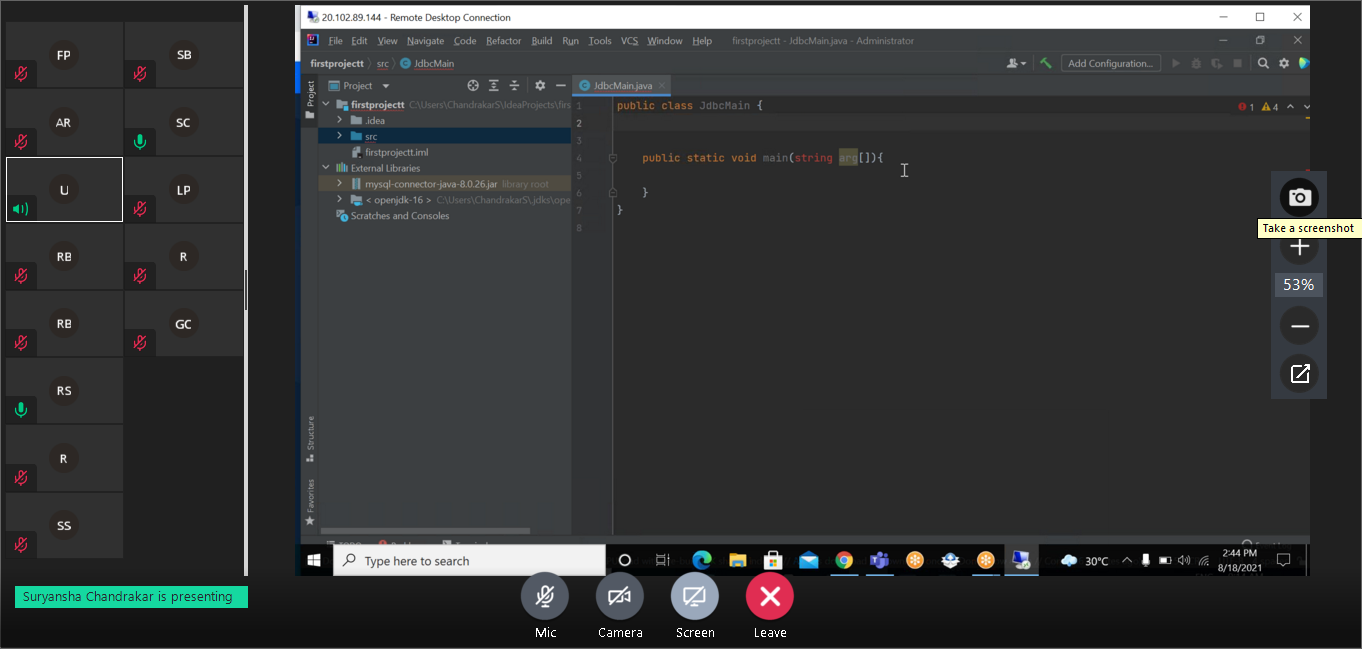 FP
SB
AR
SC
U
LP
RB
R
RB
GC
RS
R
SS
Suryansha Chandrakar is presenting
20.102.89.144 - Remote Desktop Connection
File Edit View Navigate Code Refactor Build Run Tools VCS Window Help firstprojectt - JdbcMain.java - Administrator
firstprojectt src JdbcMain
Add Configuration...
Project
Project
JdbcMain.java
firstprojectt C:\Users\ChandrakarS\IdeaProjects\firs
.idea
src
firstprojectt.iml
External Libraries
mysql-connector-java-8.0.26.jar library root
< openjdk-16 > C:\Users\ChandrakarS\.jdks\ope
Scratches and Consoles
Structure
Favorites
1 public class JdbcMain {
2
3
4 public static void main(string arg[]){
5
6 }
7 }
8
1 4
Take a screenshot
53%
Type here to search
30°C
2:44 PM
8/18/2021
Mic
Camera
Screen
Leave